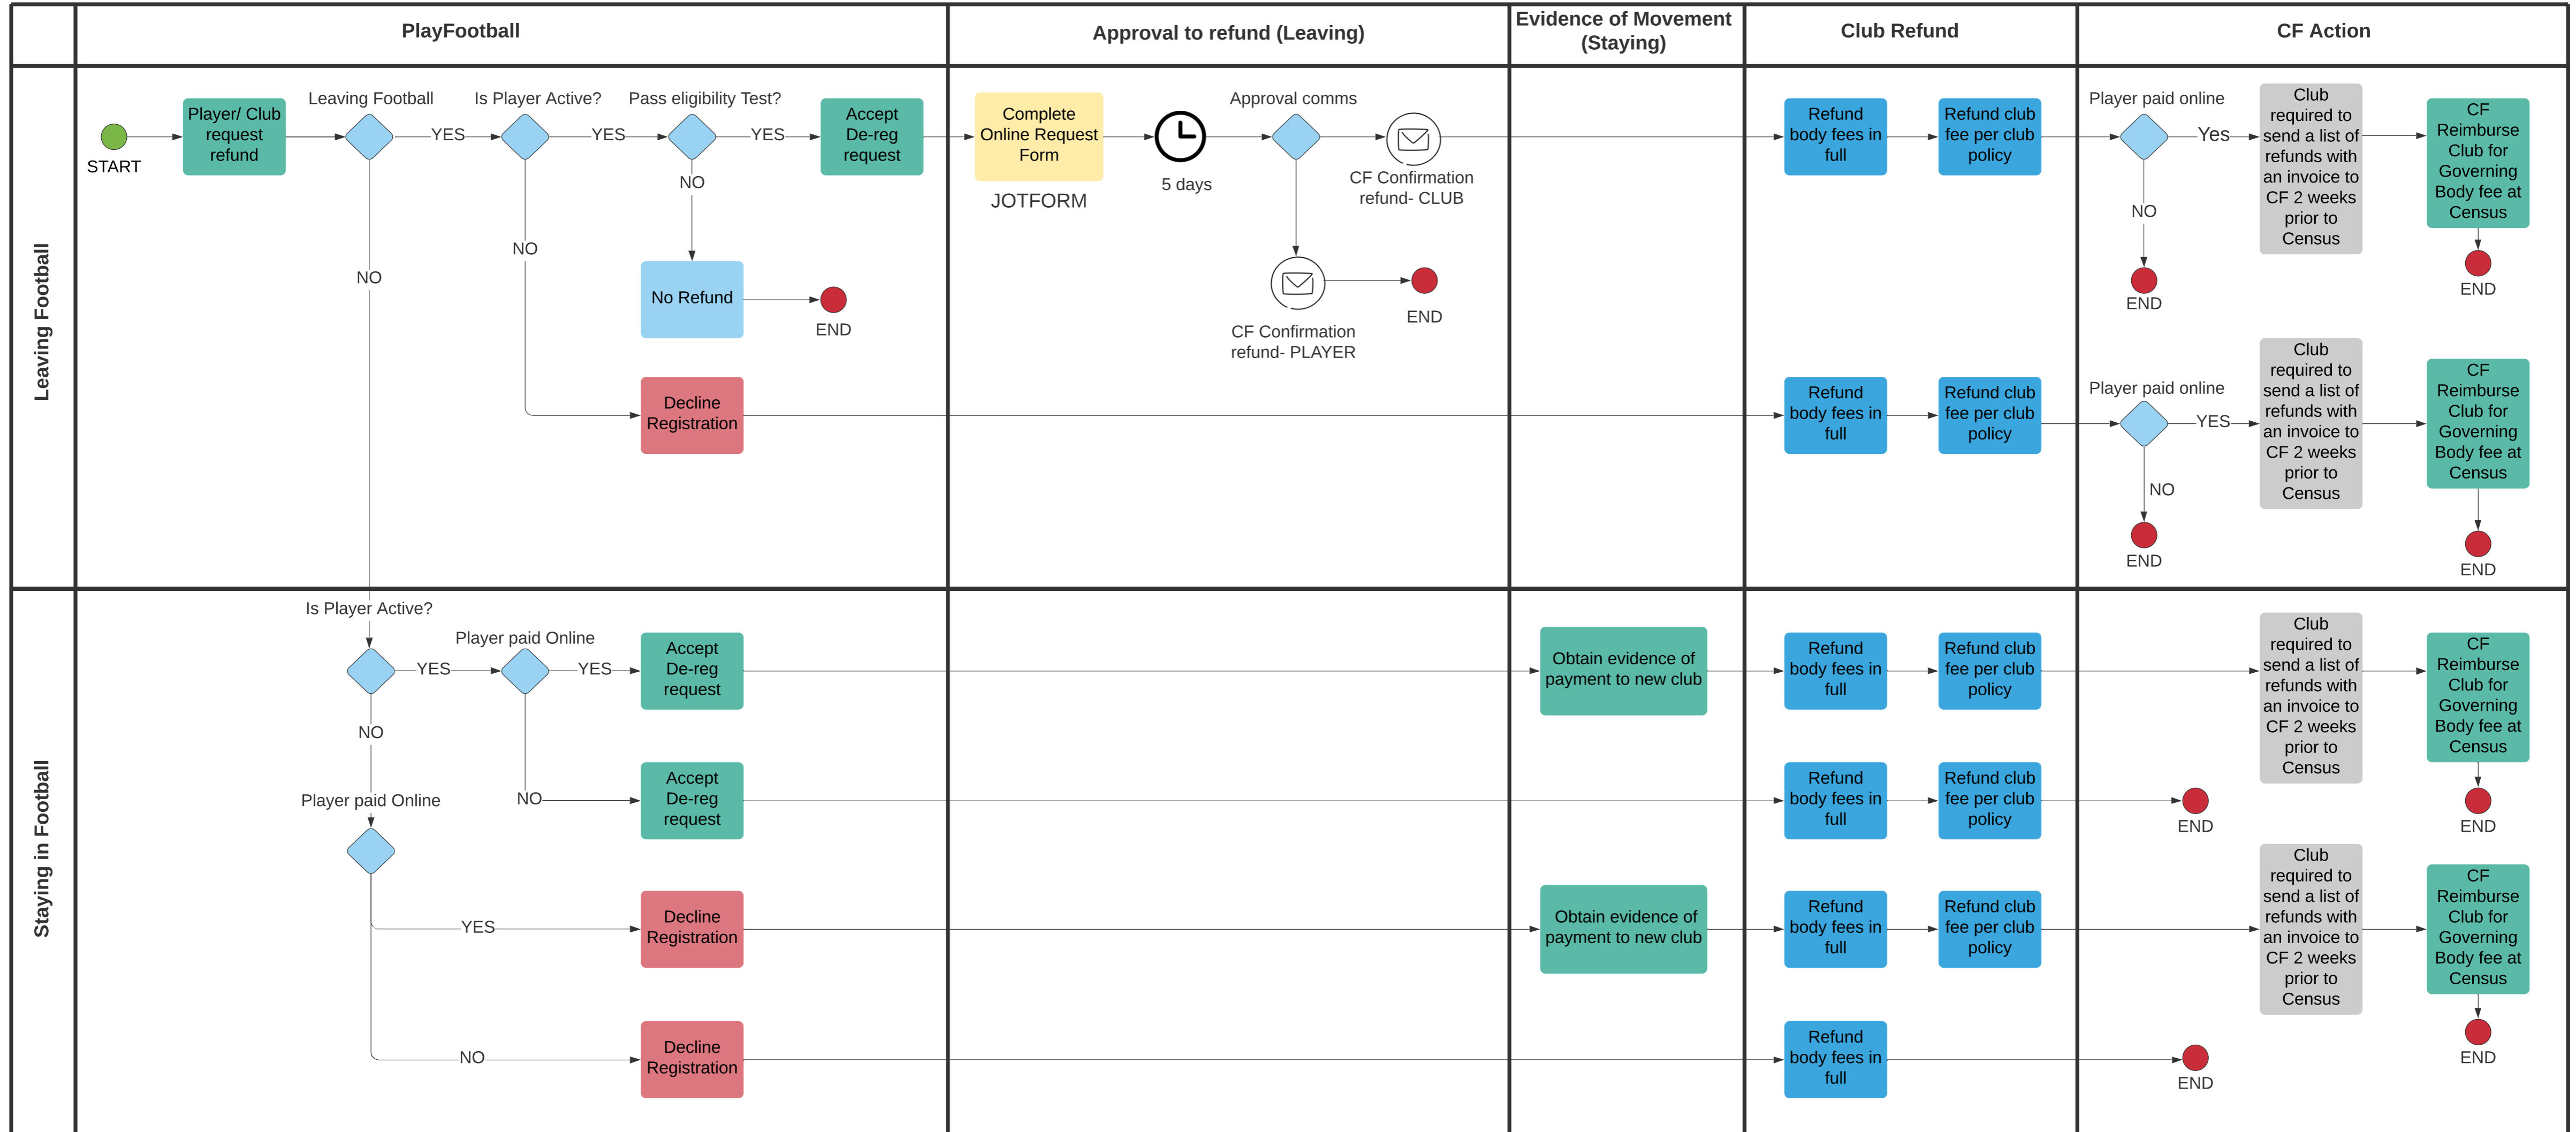 PlayFootball
Approval to refund (Leaving)
Evidence of Movement
(Staying)
Club Refund
CF Action
Leaving Football
START
Player/ Club
request
refund
Leaving Football
YES
NO
Is Player Active?
YES
NO
Pass eligibility Test?
YES
NO
Accept
De-reg
request
No Refund
END
Decline
Registration
Complete
Online Request
Form
JOTFORM
5 days
Approval comms
CF Confirmation
refund- CLUB
CF Confirmation
refund- PLAYER
END
Refund
body fees in
full
Refund club
fee per club
policy
Player paid online
Yes
NO
END
Club
required to
send a list of
refunds with
an invoice to
CF 2 weeks
prior to
Census
CF
Reimburse
Club for
Governing
Body fee at
Census
END
Refund
body fees in
full
Refund club
fee per club
policy
Player paid online
YES
NO
END
Club
required to
send a list of
refunds with
an invoice to
CF 2 weeks
prior to
Census
CF
Reimburse
Club for
Governing
Body fee at
Census
END
Staying in Football
Is Player Active?
YES
NO
Player paid Online
YES
NO
Accept
De-reg
request
Obtain evidence of
payment to new club
Refund
body fees in
full
Refund club
fee per club
policy
Club
required to
send a list of
refunds with
an invoice to
CF 2 weeks
prior to
Census
CF
Reimburse
Club for
Governing
Body fee at
Census
END
Accept
De-reg
request
Refund
body fees in
full
Refund club
fee per club
policy
END
Player paid Online
YES
Decline
Registration
Obtain evidence of
payment to new club
Refund
body fees in
full
Refund club
fee per club
policy
Club
required to
send a list of
refunds with
an invoice to
CF 2 weeks
prior to
Census
CF
Reimburse
Club for
Governing
Body fee at
Census
END
NO
Decline
Registration
Refund
body fees in
full
END